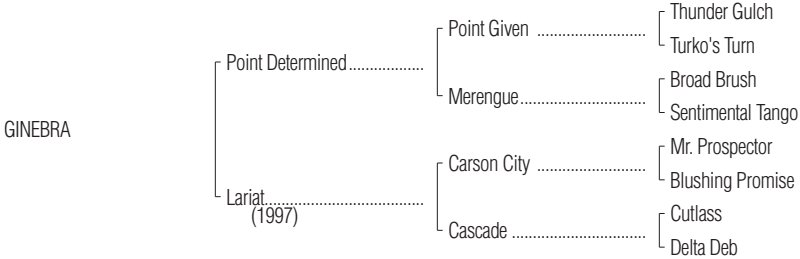 Thunder Gulch
Point Given ..........................
Turko's Turn
Point Determined..................
Broad Brush
Merengue..............................
Sentimental Tango
GINEBRA
Mr. Prospector
Carson City ..........................
Blushing Promise
Lariat......................................
(1997)
Cutlass
Cascade ................................
Delta Deb